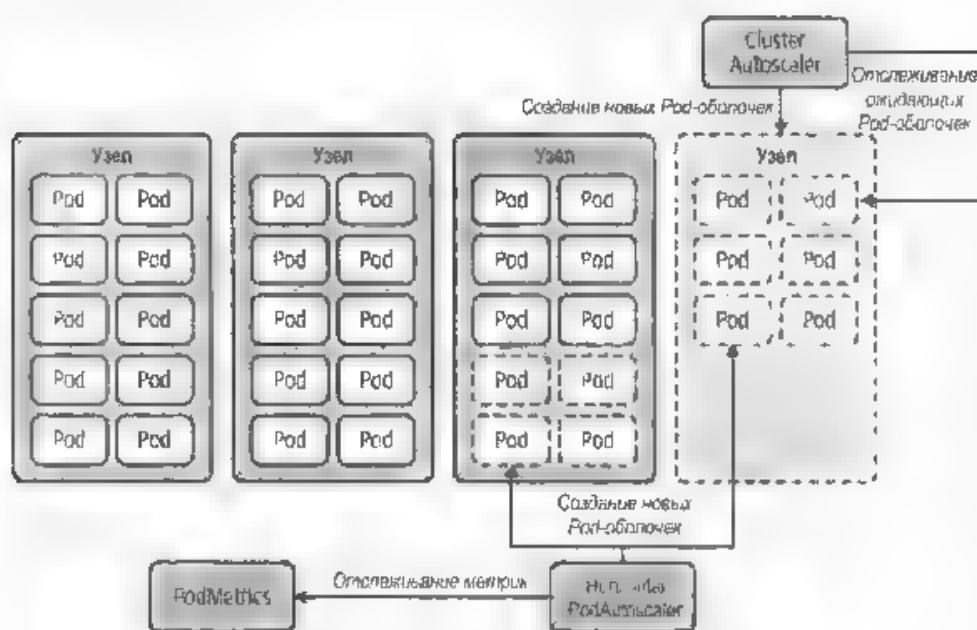 Cluster
Autoscaler
Отслеживание
ожидающих
Pod-оболочек
Создание новых Pod-оболочек
Узел
Узел
Узел
Узел
Pod Pod Pod Pod Pod Pod Pod Pod
Pod Pod Pod Pod Pod Pod Pod Pod
Pod Pod Pod Pod Pod Pod Pod Pod
Pod Pod Pod Pod Pod Pod
Pod Pod Pod Pod Pod Pod
Создание новых
Pod-оболочек
PodMetrics
Отслеживание метрик
PodAutoscaler